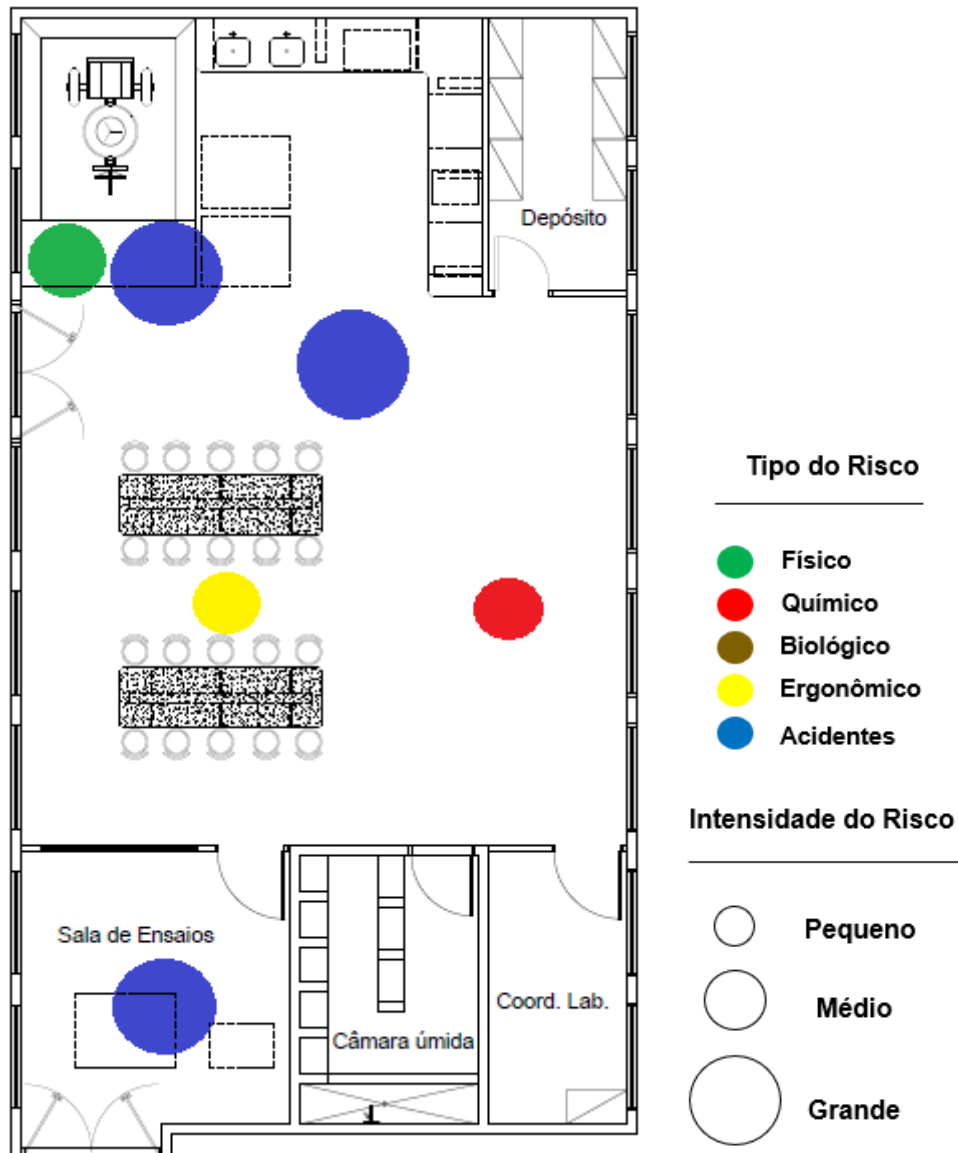 Depósito
Tipo do Risco
Físico
Químico
Biológico
Ergonômico
Acidentes
Intensidade do Risco
Pequeno
Médio
Grande
Sala de Ensaios
Câmara úmida
Coord. Lab.